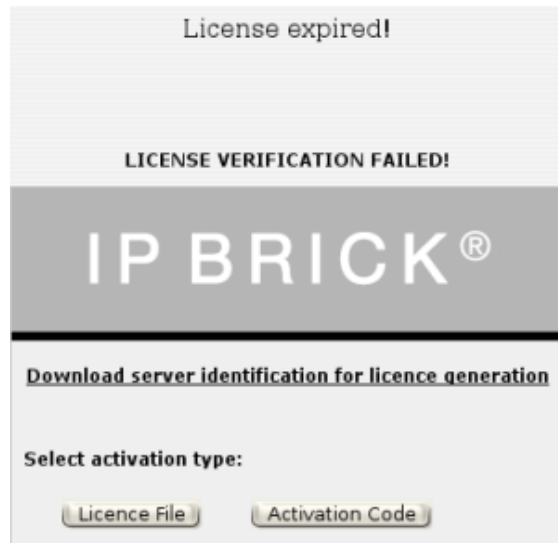 License expired!
LICENSE VERIFICATION FAILED!
IP BRICK®
Download server identification for licence generation
Select activation type:
Licence File Activation Code